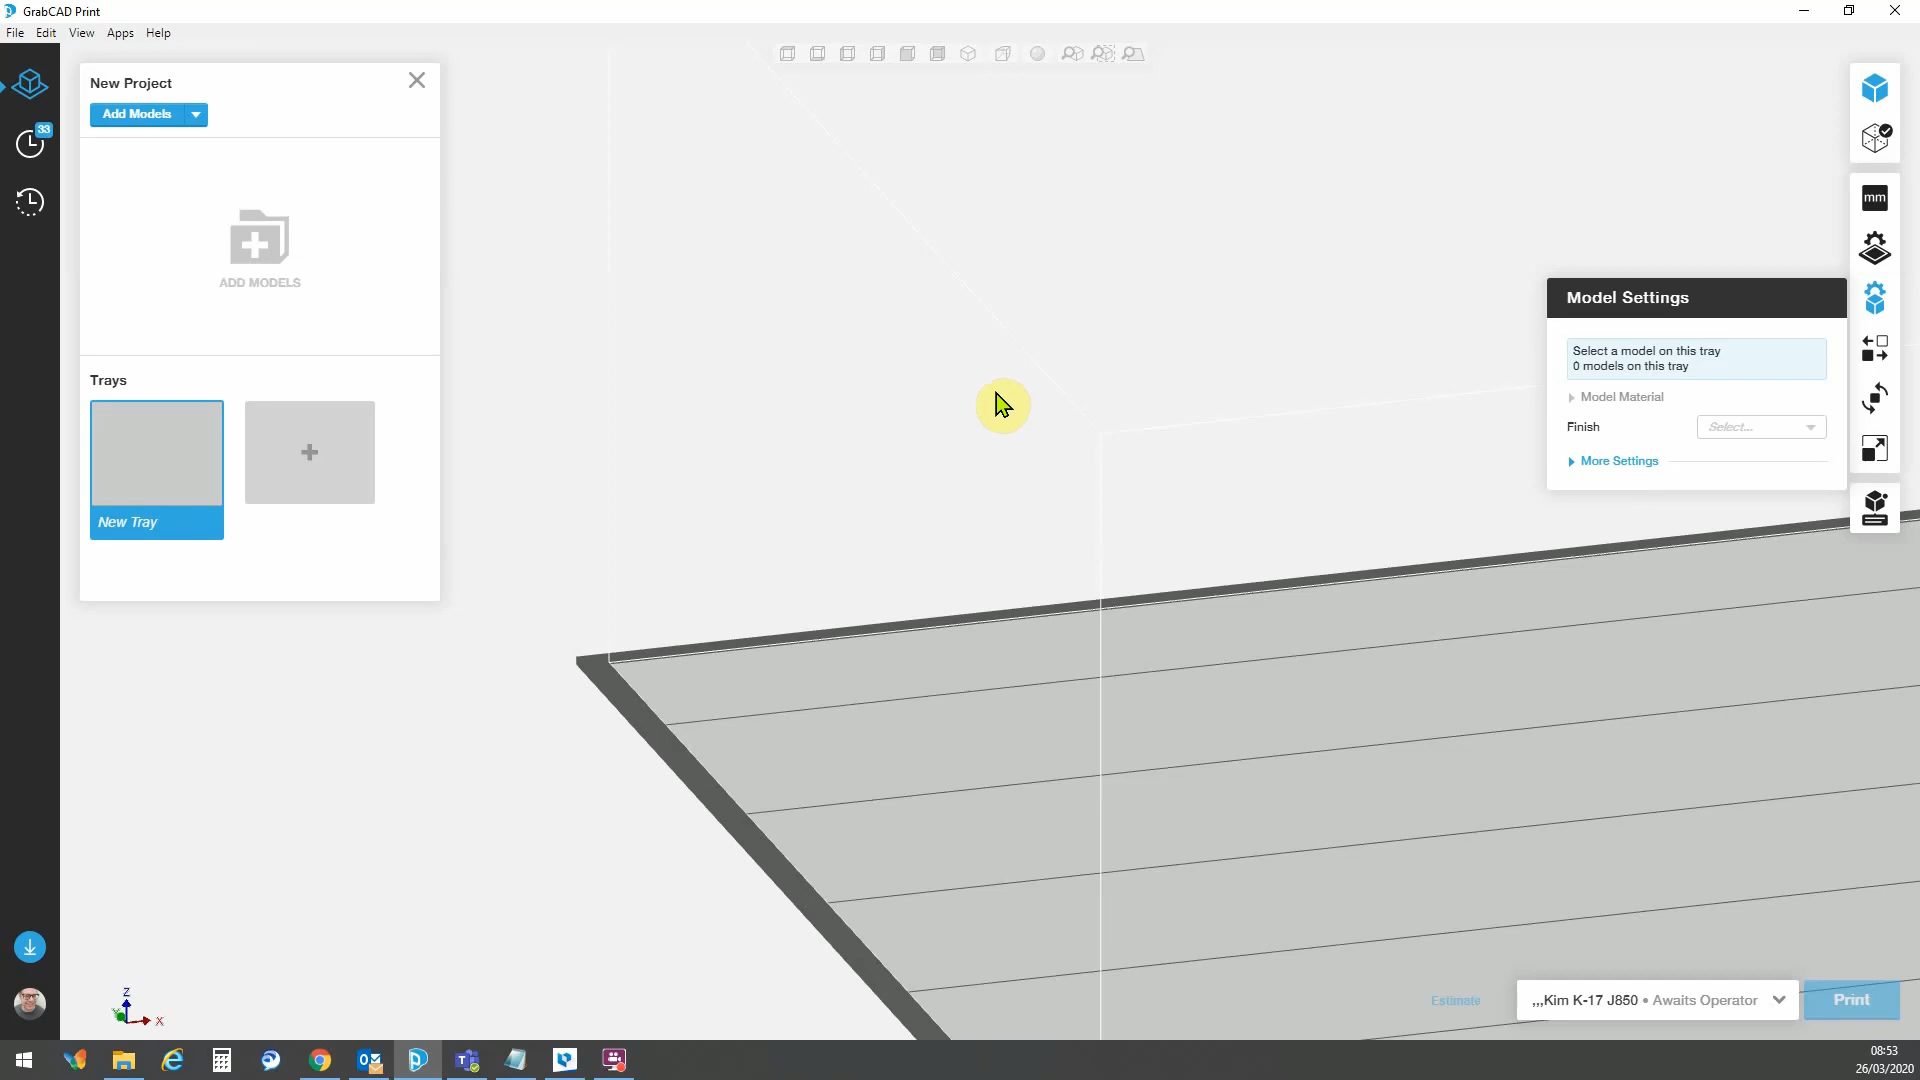 GrabCAD Print
File Edit View Apps Help
New Project
Add Models
ADD MODELS
Trays
New Tray
33
mm
Model Settings
Select a model on this tray
0 models on this tray
Model Material
Finish
Select...
More Settings
Z
Y
X
Estimate
,,,Kim K-17 J850 • Awaits Operator
Print
08:53
26/03/2020